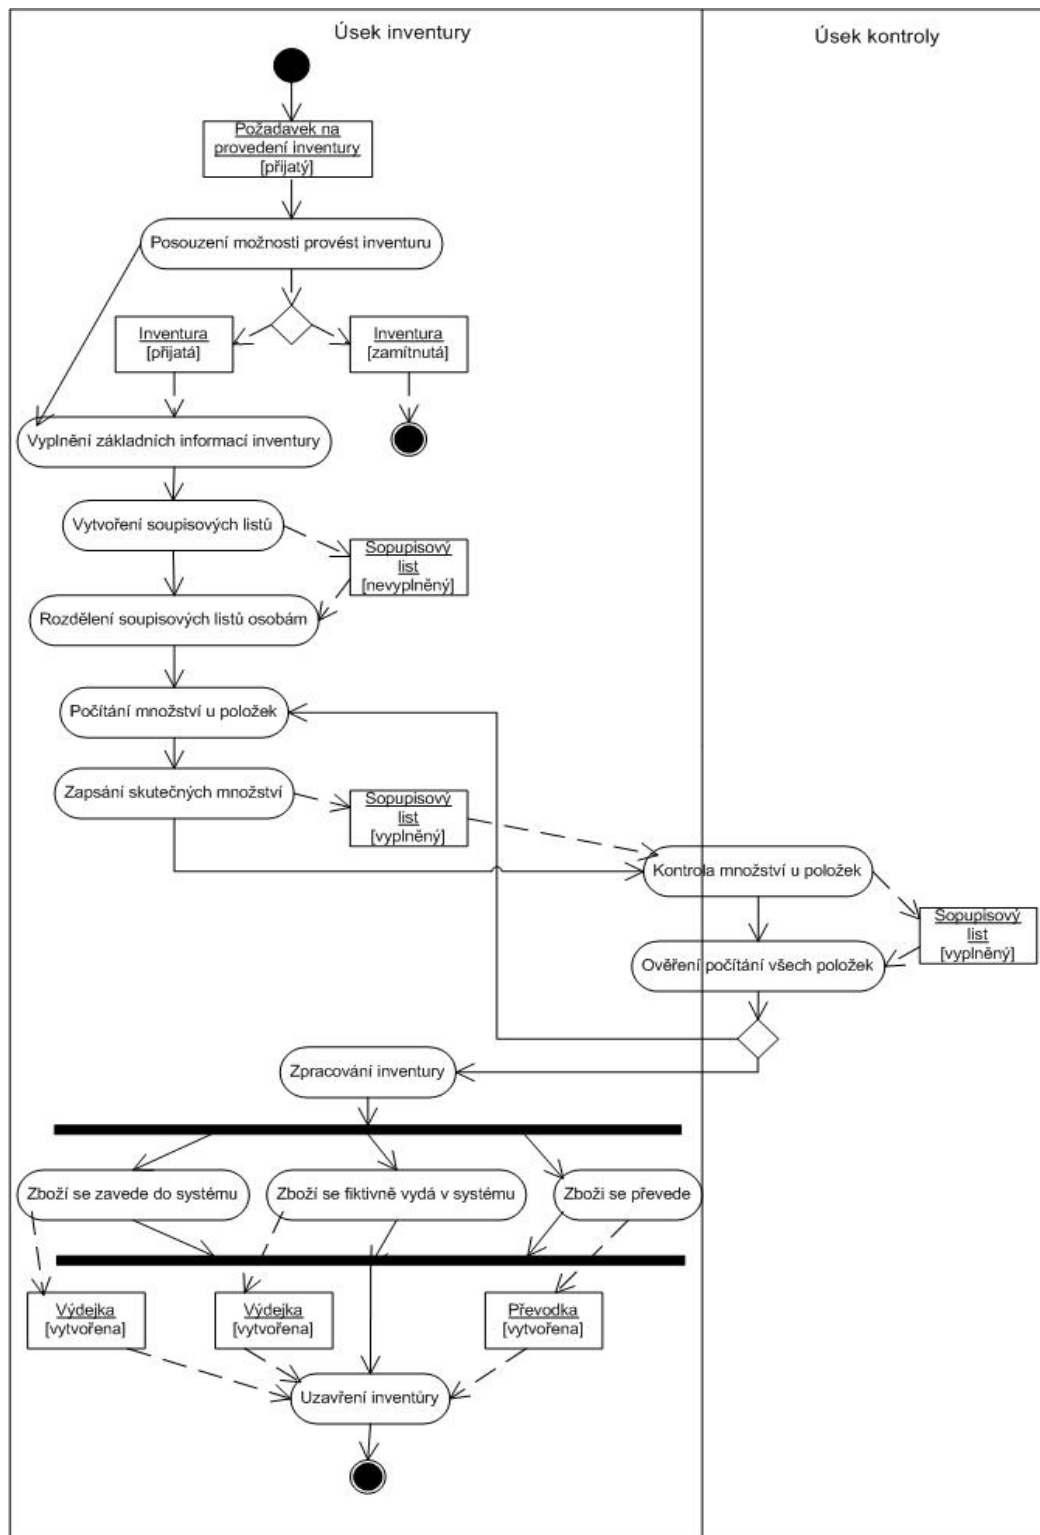 Úsek inventury
Úsek kontroly
Požadavek na
provedení inventury
[přijatý]
Posouzení možnosti provést inventuru
Inventura
[přijatá]
Inventura
[zamítnutá]
Vyplnění základních informací inventury
Vytvoření soupisových listů
Sopupisový
list
[nevyplněný]
Rozdělení soupisových listů osobám
Počítání množství u položek
Zapsání skutečných množství
Sopupisový
list
[vyplněný]
Kontrola množství u položek
Sopupisový
list
[vyplněný]
Ověření počítání všech položek
Zpracování inventury
Zboží se zavede do systému
Zboží se fiktivně vydá v systému
Zboži se převede
Výdejka
[vytvořena]
Výdejka
[vytvořena]
Převodka
[vytvořena]
Uzavření inventúry